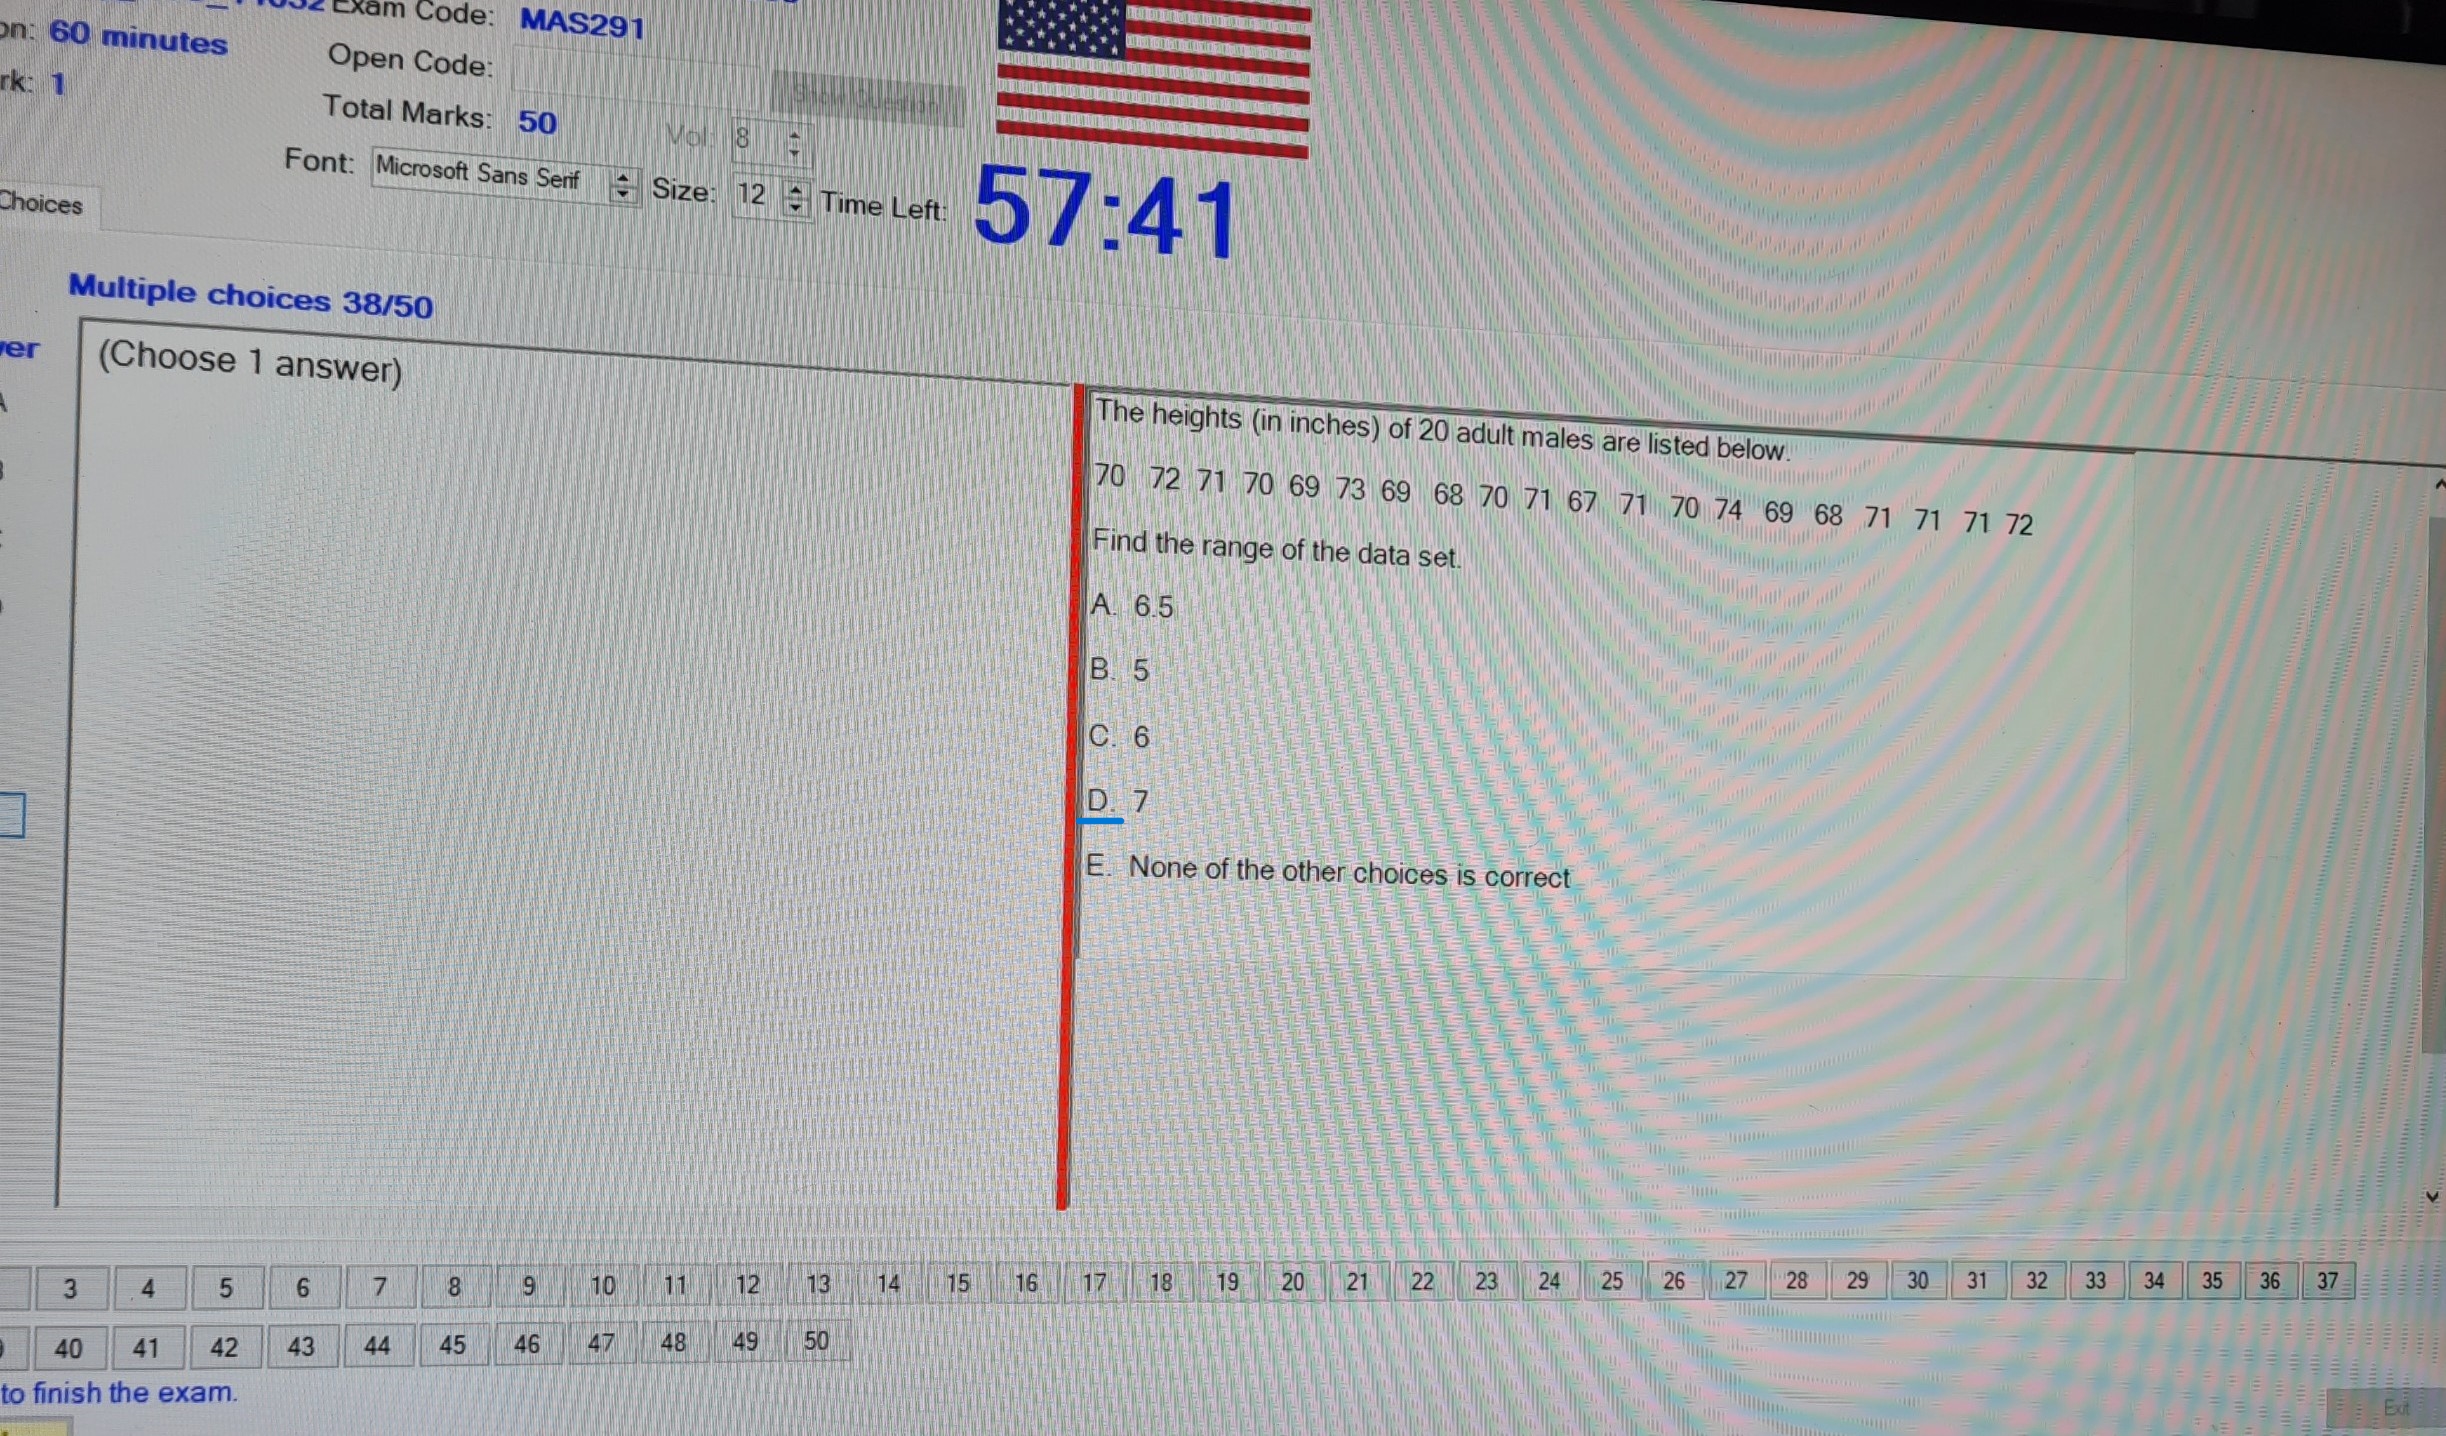 Exam Code: MAS291
60 minutes
Open Code:
1
Total Marks: 50
Show Question
Vol: 8
Font: Microsoft Sans Serif Size: 12 Time Left: 57:41
Choices
Multiple choices 38/50
(Choose 1 answer)
The heights (in inches) of 20 adult males are listed below.
70 72 71 70 69 73 69 68 70 71 67 71 70 74 69 68 71 71 71 72
Find the range of the data set.
A. 6.5
B. 5
C. 6
D. 7
E. None of the other choices is correct
3 4 5 6 7 8 9 10 11 12 13 14 15 16 17 18 19 20 21 22 23 24 25 26 27 28 29 30 31 32 33 34 35 36 37
40 41 42 43 44 45 46 47 48 49 50
to finish the exam.
Exit